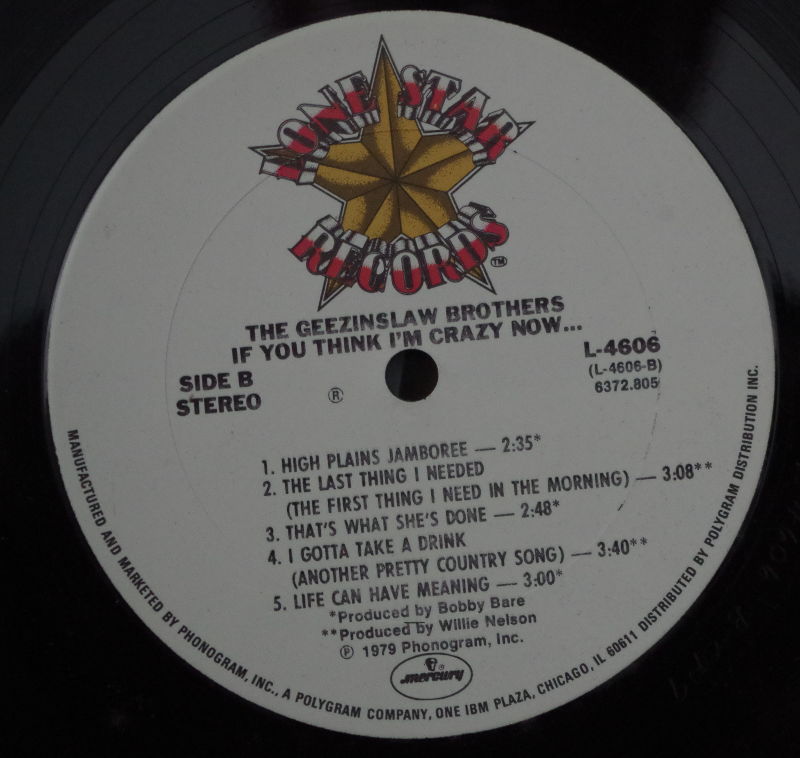 LONE STAR
RECORDS
TM
THE GEEZINSLAW BROTHERS
IF YOU THINK I'M CRAZY NOW...
SIDE B
STEREO
®
L-4606
(L-4606-B)
6372.805
1. HIGH PLAINS JAMBOREE — 2:35*
2. THE LAST THING I NEEDED
(THE FIRST THING I NEED IN THE MORNING) — 3:08**
3. THAT'S WHAT SHE'S DONE — 2:48*
4. I GOTTA TAKE A DRINK
(ANOTHER PRETTY COUNTRY SONG) — 3:40**
5. LIFE CAN HAVE MEANING — 3:00*
*Produced by Bobby Bare
**Produced by Willie Nelson
℗ 1979 Phonogram, Inc.
mercury ®
MANUFACTURED AND MARKETED BY PHONOGRAM, INC., A POLYGRAM COMPANY, ONE IBM PLAZA, CHICAGO, IL 60611 DISTRIBUTED BY POLYGRAM DISTRIBUTION INC.